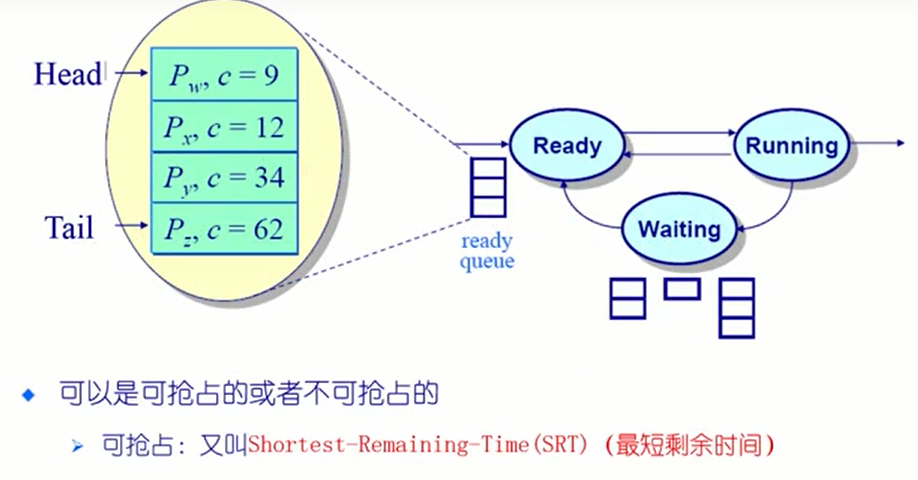 Head
P_w, c = 9
P_x, c = 12
P_y, c = 34
Tail
P_z, c = 62
Ready
Running
Waiting
ready
queue
可以是可抢占的或者不可抢占的
可抢占：又叫Shortest-Remaining-Time(SRT) (最短剩余时间)